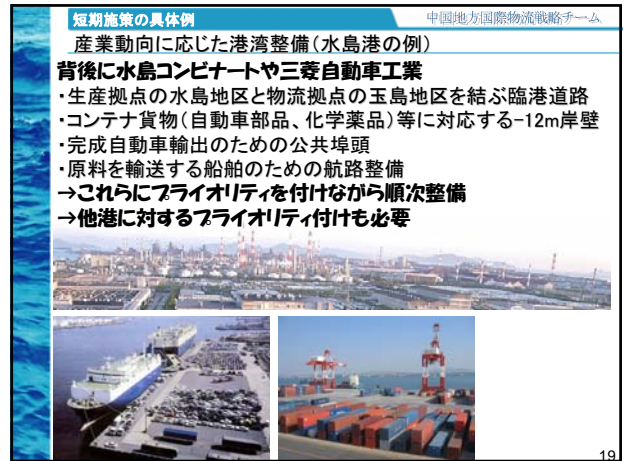 短期施策の具体例
中国地方国際物流戦略チーム
産業動向に応じた港湾整備(水島港の例)
背後に水島コンビナートや三菱自動車工業
・生産拠点の水島地区と物流拠点の玉島地区を結ぶ臨港道路
・コンテナ貨物(自動車部品、化学薬品)等に対応する-12m岸壁
・完成自動車輸出のための公共埠頭
・原料を輸送する船舶のための航路整備
→これらにプライオリティを付けながら順次整備
→他港に対するプライオリティ付けも必要
19